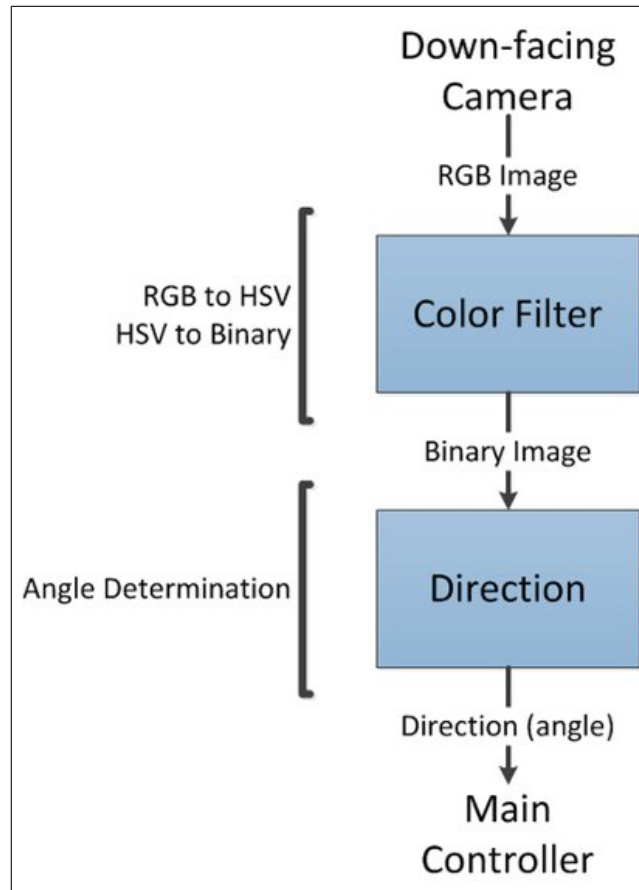 Down-facing
Camera
RGB Image
RGB to HSV
HSV to Binary
Color Filter
Binary Image
Angle Determination
Direction
Direction (angle)
Main
Controller